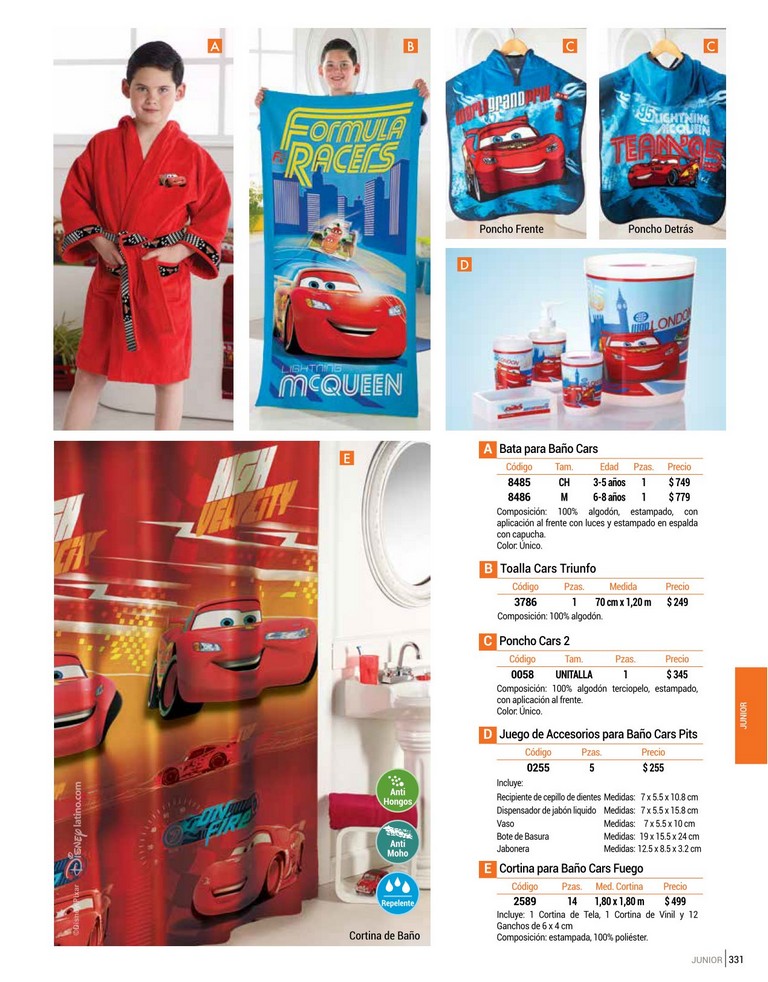 A
B
C
C
FORMULA
RACERS
LIGHTNING
McQUEEN
WORLD GRAND PRIX
Poncho Frente
95 LIGHTNING
McQUEEN
TEAM 95
Poncho Detrás
D
LONDON
LONDON
E
HIGH
VELOCITY
ON
FIRE
©Disney/Pixar DISNEY latino.com
Anti
Hongos
Anti
Moho
Repelente
Cortina de Baño
A Bata para Baño Cars
Código Tam. Edad Pzas. Precio
8485 CH 3-5 años 1 $ 749
8486 M 6-8 años 1 $ 779
Composición: 100% algodón, estampado, con
aplicación al frente con luces y estampado en espalda
con capucha.
Color: Único.
B Toalla Cars Triunfo
Código Pzas. Medida Precio
3786 1 70 cm x 1,20 m $ 249
Composición: 100% algodón.
C Poncho Cars 2
Código Tam. Pzas. Precio
0058 UNITALLA 1 $ 345
Composición: 100% algodón terciopelo, estampado,
con aplicación al frente.
Color: Único.
D Juego de Accesorios para Baño Cars Pits
Código Pzas. Precio
0255 5 $ 255
Incluye:
Recipiente de cepillo de dientes Medidas: 7 x 5.5 x 10.8 cm
Dispensador de jabón liquido Medidas: 7 x 5.5 x 15.8 cm
Vaso Medidas: 7 x 5.5 x 10 cm
Bote de Basura Medidas: 19 x 15.5 x 24 cm
Jabonera Medidas: 12.5 x 8.5 x 3.2 cm
E Cortina para Baño Cars Fuego
Código Pzas. Med. Cortina Precio
2589 14 1,80 x 1,80 m $ 499
Incluye: 1 Cortina de Tela, 1 Cortina de Vinil y 12
Ganchos de 6 x 4 cm
Composición: estampada, 100% poliéster.
JUNIOR
JUNIOR 331